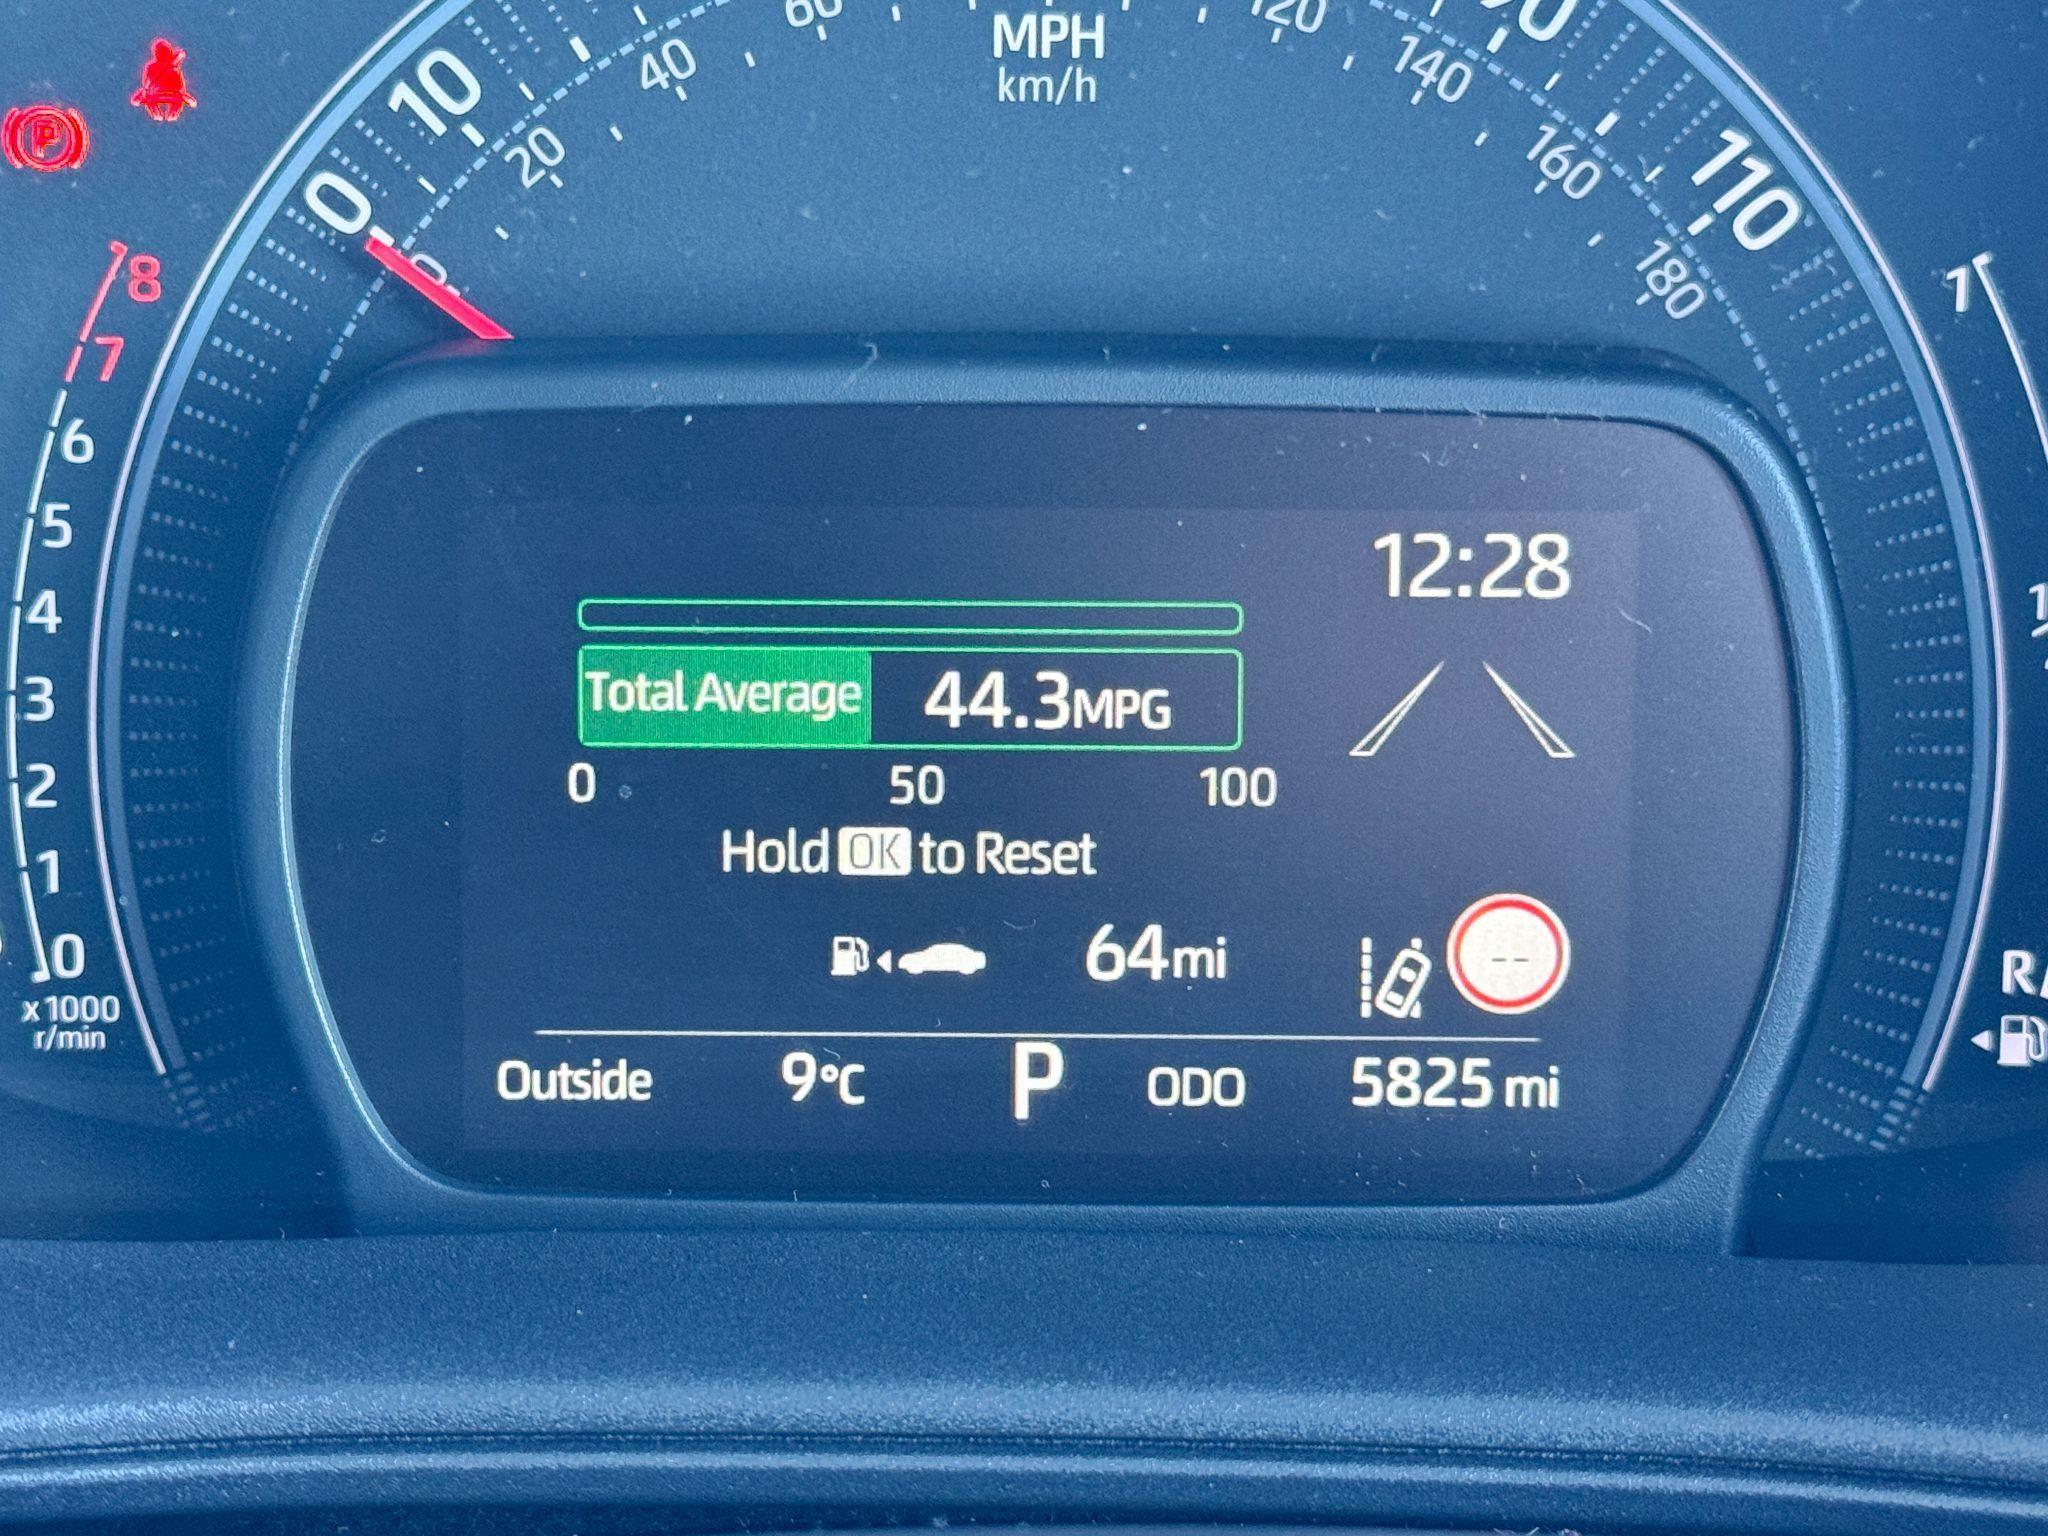 MPH
km/h
0 10 90 110
0 20 40 60 120 140 160 180
8
7
6
5
4
3
2
1
0
x1000
r/min
P
12:28
Total Average 44.3MPG
0 50 100
Hold OK to Reset
64mi
--
Outside 9°C P ODO 5825 mi
1